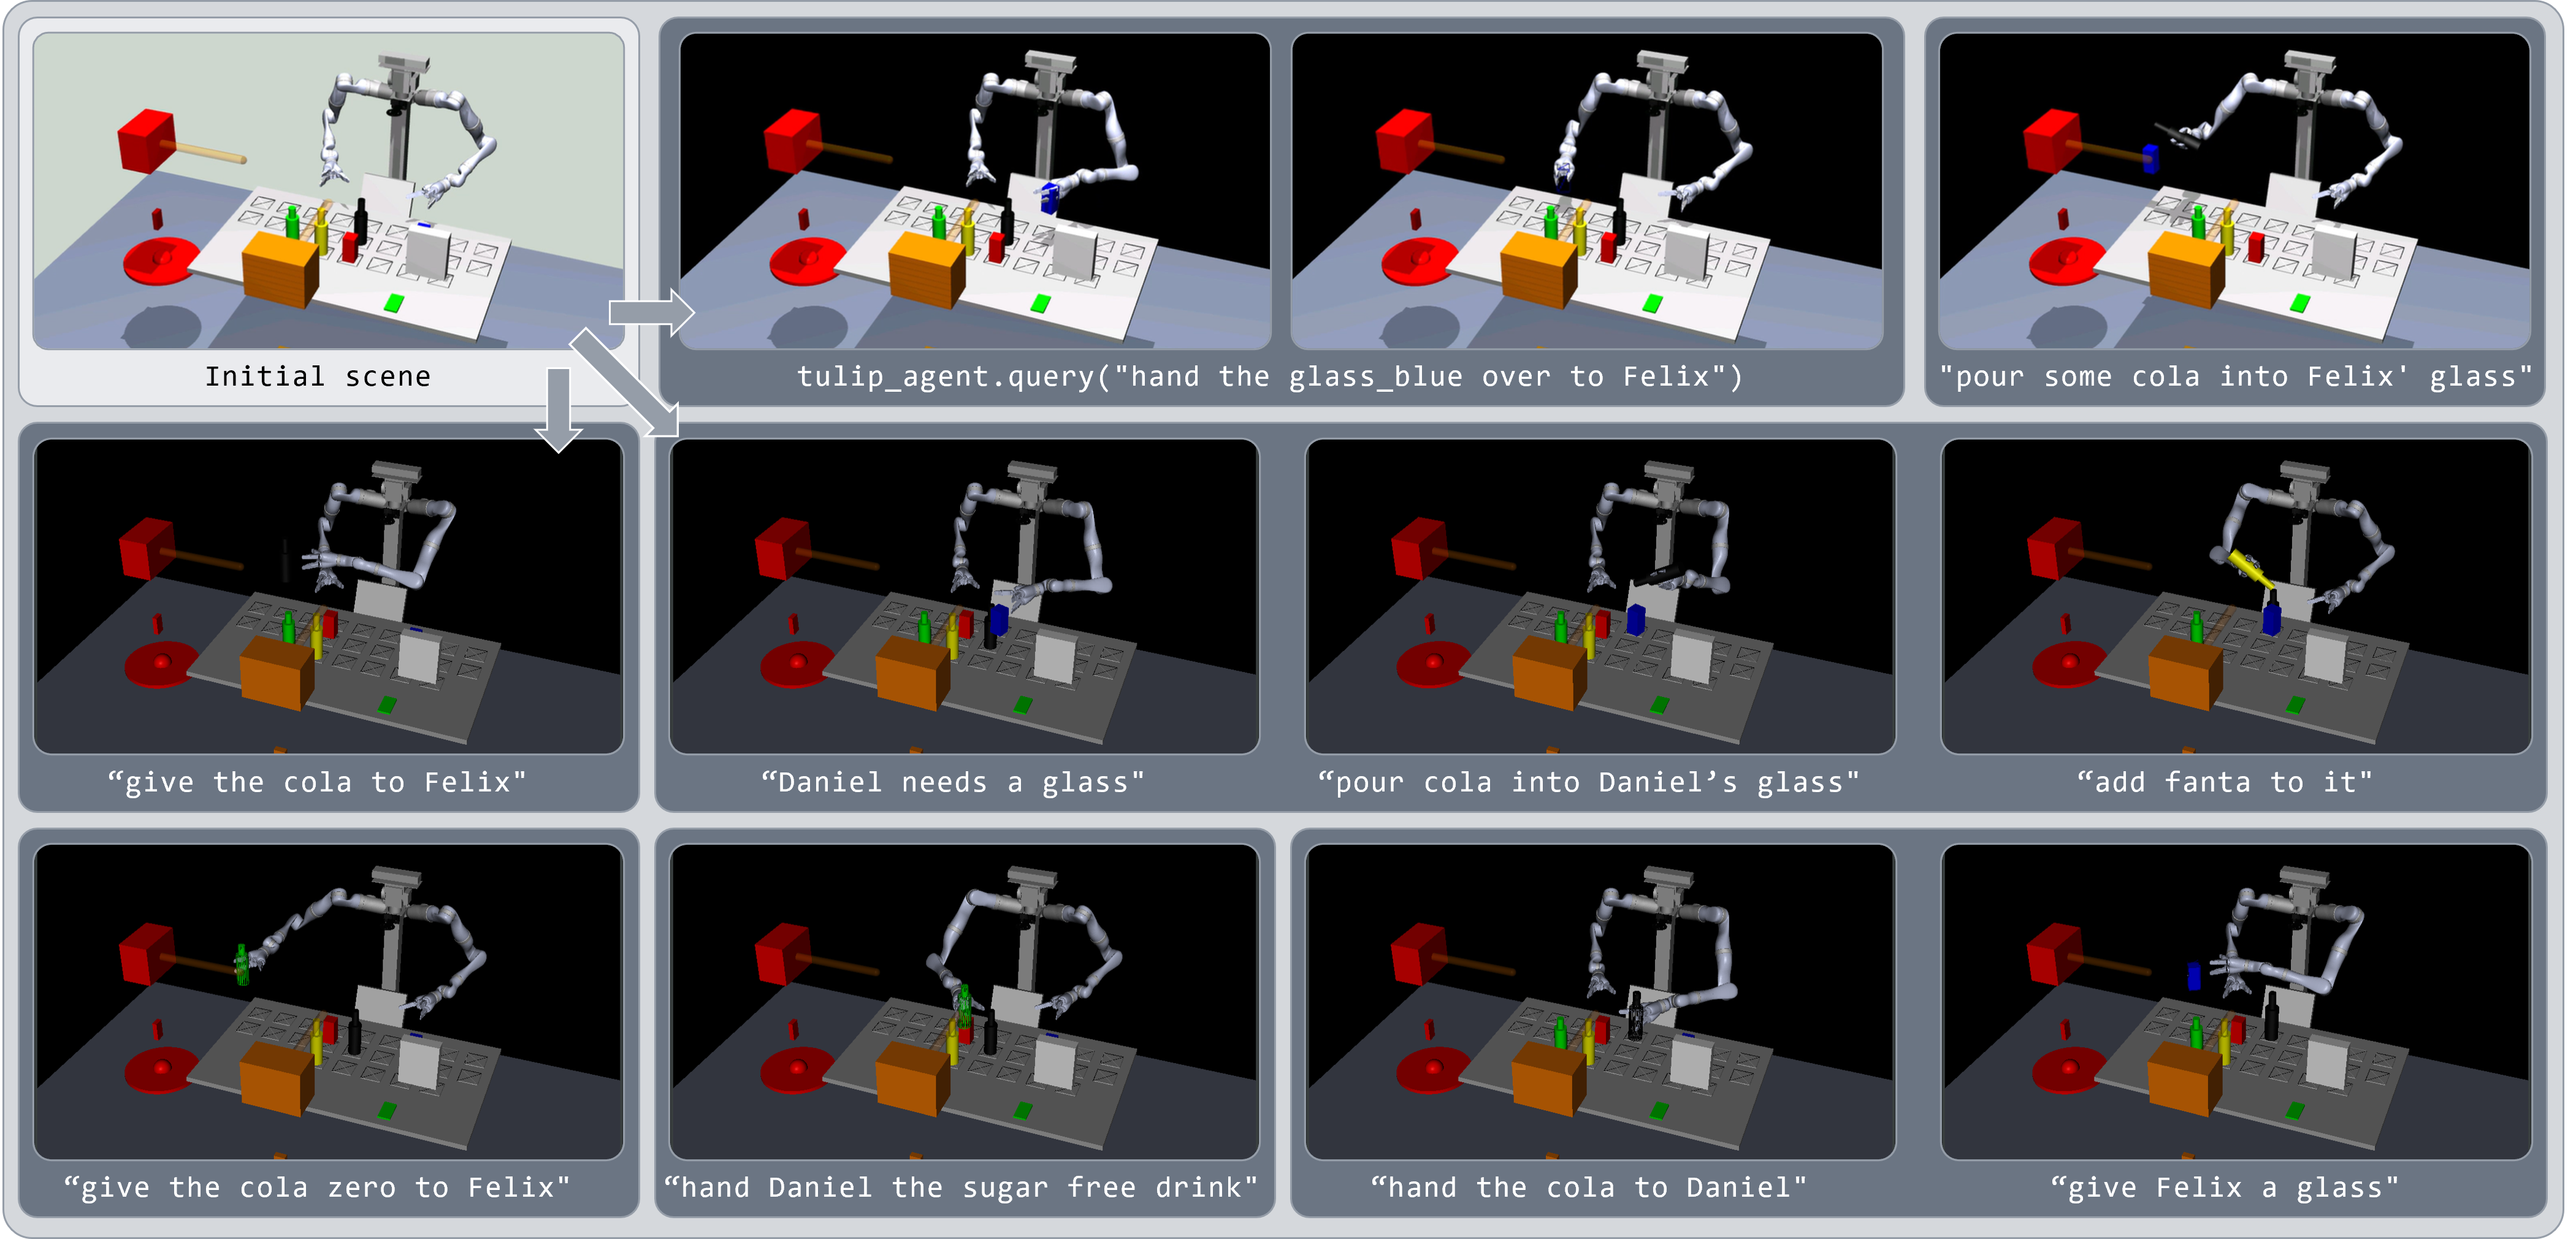 Initial scene
tulip_agent.query("hand the glass_blue over to Felix")
"pour some cola into Felix' glass"
“give the cola to Felix"
“Daniel needs a glass"
“pour cola into Daniel’s glass"
“add fanta to it"
“give the cola zero to Felix"
“hand Daniel the sugar free drink"
“hand the cola to Daniel"
“give Felix a glass"